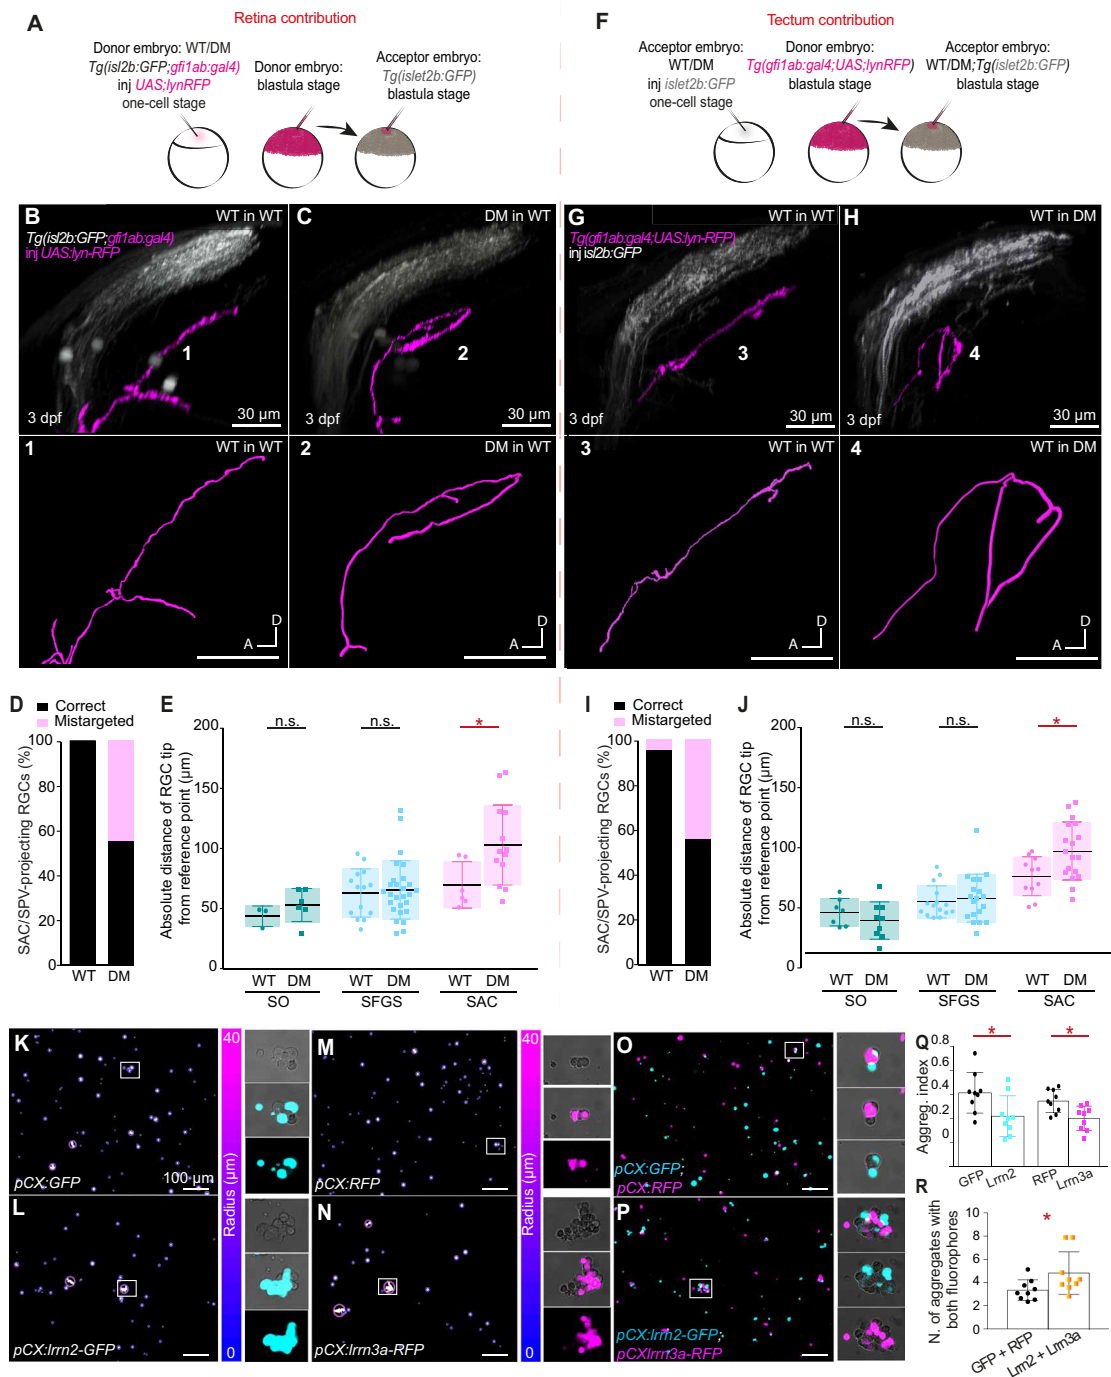 A
Retina contribution
Donor embryo: WT/DM
Tg(isl2b:GFP;gfi1ab:gal4)
inj UAS;lynRFP
one-cell stage
Donor embryo:
blastula stage
Acceptor embryo:
Tg(islet2b:GFP)
blastula stage
F
Tectum contribution
Acceptor embryo:
WT/DM
inj islet2b:GFP
one-cell stage
Donor embryo:
Tg(gfi1ab:gal4;UAS;lynRFP)
blastula stage
Acceptor embryo:
WT/DM;Tg(islet2b:GFP)
blastula stage
B
WT in WT
Tg(isl2b:GFP;gfi1ab:gal4)
inj UAS:lyn-RFP
1
3 dpf
30 µm
C
DM in WT
2
3 dpf
30 µm
G
WT in WT
Tg(gfi1ab:gal4;UAS;lyn-RFP)
inj isl2b:GFP
3
3 dpf
30 µm
H
WT in DM
4
3 dpf
30 µm
1
WT in WT
D
A
2
DM in WT
D
A
3
WT in WT
D
A
4
WT in DM
D
A
D
Correct
Mistargeted
SAC/SPV-projecting RGCs (%)
100
80
60
40
20
0
WT
DM
E
Absolute distance of RGC tip
from reference point (µm)
200
150
100
50
0
n.s.
n.s.
*
WT DM
WT DM
WT DM
SO
SFGS
SAC
I
Correct
Mistargeted
SAC/SPV-projecting RGCs (%)
100
80
60
40
20
0
WT
DM
J
Absolute distance of RGC tip
from reference point (µm)
200
150
100
50
0
n.s.
n.s.
*
WT DM
WT DM
WT DM
SO
SFGS
SAC
K
pCX:GFP
100 µm
40
Radius (µm)
0
L
pCX:lrrn2-GFP
M
pCX:RFP
40
Radius (µm)
0
N
pCX:lrrn3a-RFP
O
pCX:GFP;
pCX:RFP
P
pCX:lrrn2-GFP;
pCXlrrn3a-RFP
Q
Aggreg. index
0.8
0.6
0.4
0.2
0
*
*
GFP
Lrrn2
RFP
Lrrn3a
R
N. of aggregates with
both fluorophores
10
8
6
4
2
0
*
GFP + RFP
Lrrn2 + Lrrn3a